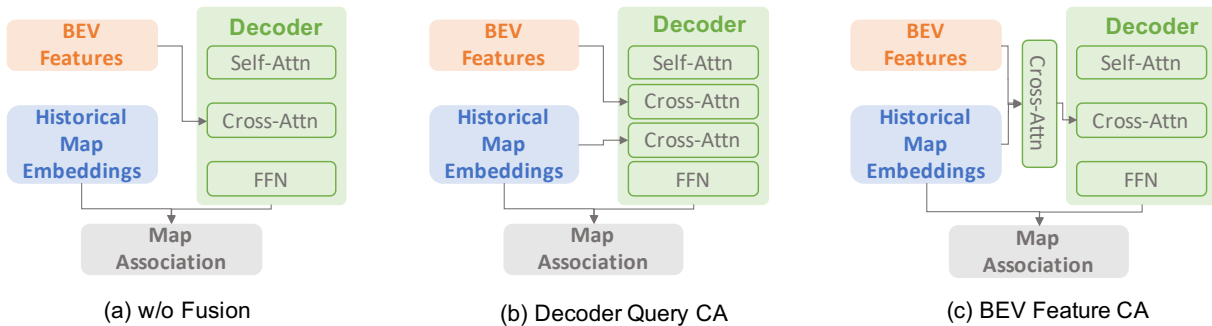 BEV
Features
Historical
Map
Embeddings
Decoder
Self-Attn
Cross-Attn
FFN
Map
Association
(a) w/o Fusion
BEV
Features
Historical
Map
Embeddings
Decoder
Self-Attn
Cross-Attn
Cross-Attn
FFN
Map
Association
(b) Decoder Query CA
BEV
Features
Historical
Map
Embeddings
Cross-Attn
Decoder
Self-Attn
Cross-Attn
FFN
Map
Association
(c) BEV Feature CA